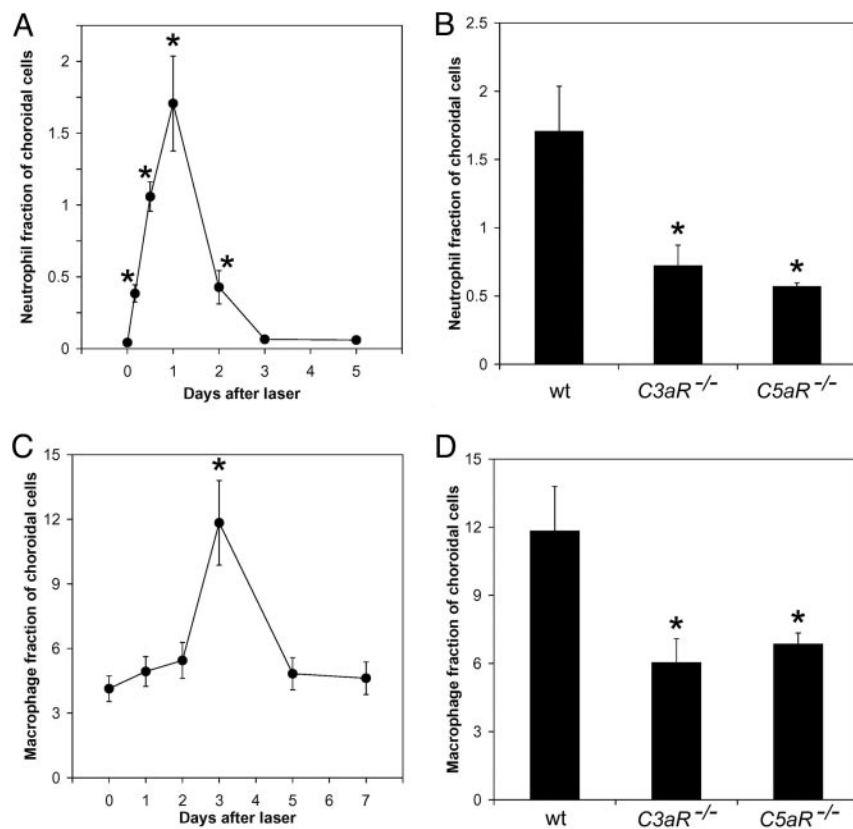 A
Neutrophil fraction of choroidal cells
2
1.5
1
0.5
0
*
*
*
*
0 1 2 3 4 5
Days after laser
B
Neutrophil fraction of choroidal cells
2.5
2
1.5
1
0.5
0
*
*
wt C3aR-/- C5aR-/-
C
Macrophage fraction of choroidal cells
15
12
9
6
3
0
*
0 1 2 3 5 6 7
Days after laser
D
Macrophage fraction of choroidal cells
15
12
9
6
3
0
*
*
wt C3aR-/- C5aR-/-